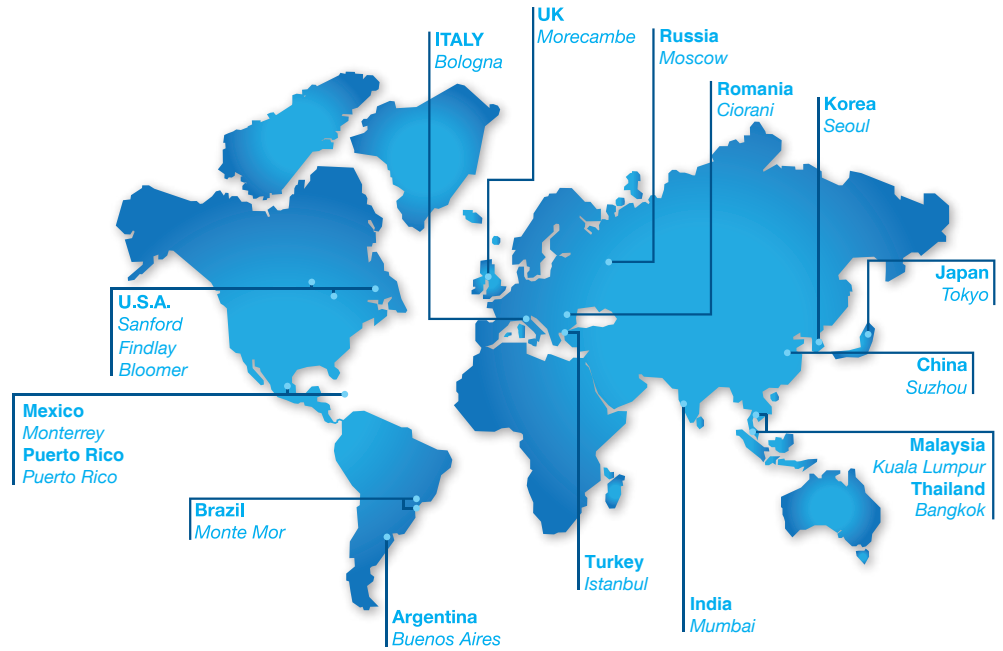 UK
Morecambe
ITALY
Bologna
Russia
Moscow
Romania
Ciorani
Korea
Seoul
Japan
Tokyo
U.S.A.
Sanford
Findlay
Bloomer
China
Suzhou
Mexico
Monterrey
Puerto Rico
Puerto Rico
Malaysia
Kuala Lumpur
Thailand
Bangkok
Brazil
Monte Mor
Turkey
Istanbul
India
Mumbai
Argentina
Buenos Aires